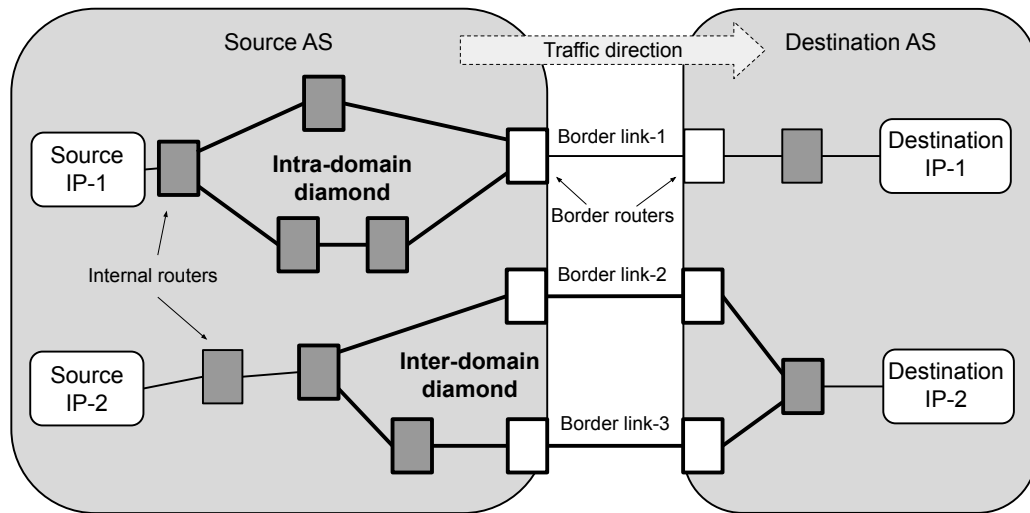 Source AS
Traffic direction
Destination AS
Source
IP-1
Intra-domain
diamond
Border link-1
Border routers
Destination
IP-1
Internal routers
Border link-2
Source
IP-2
Inter-domain
diamond
Border link-3
Destination
IP-2